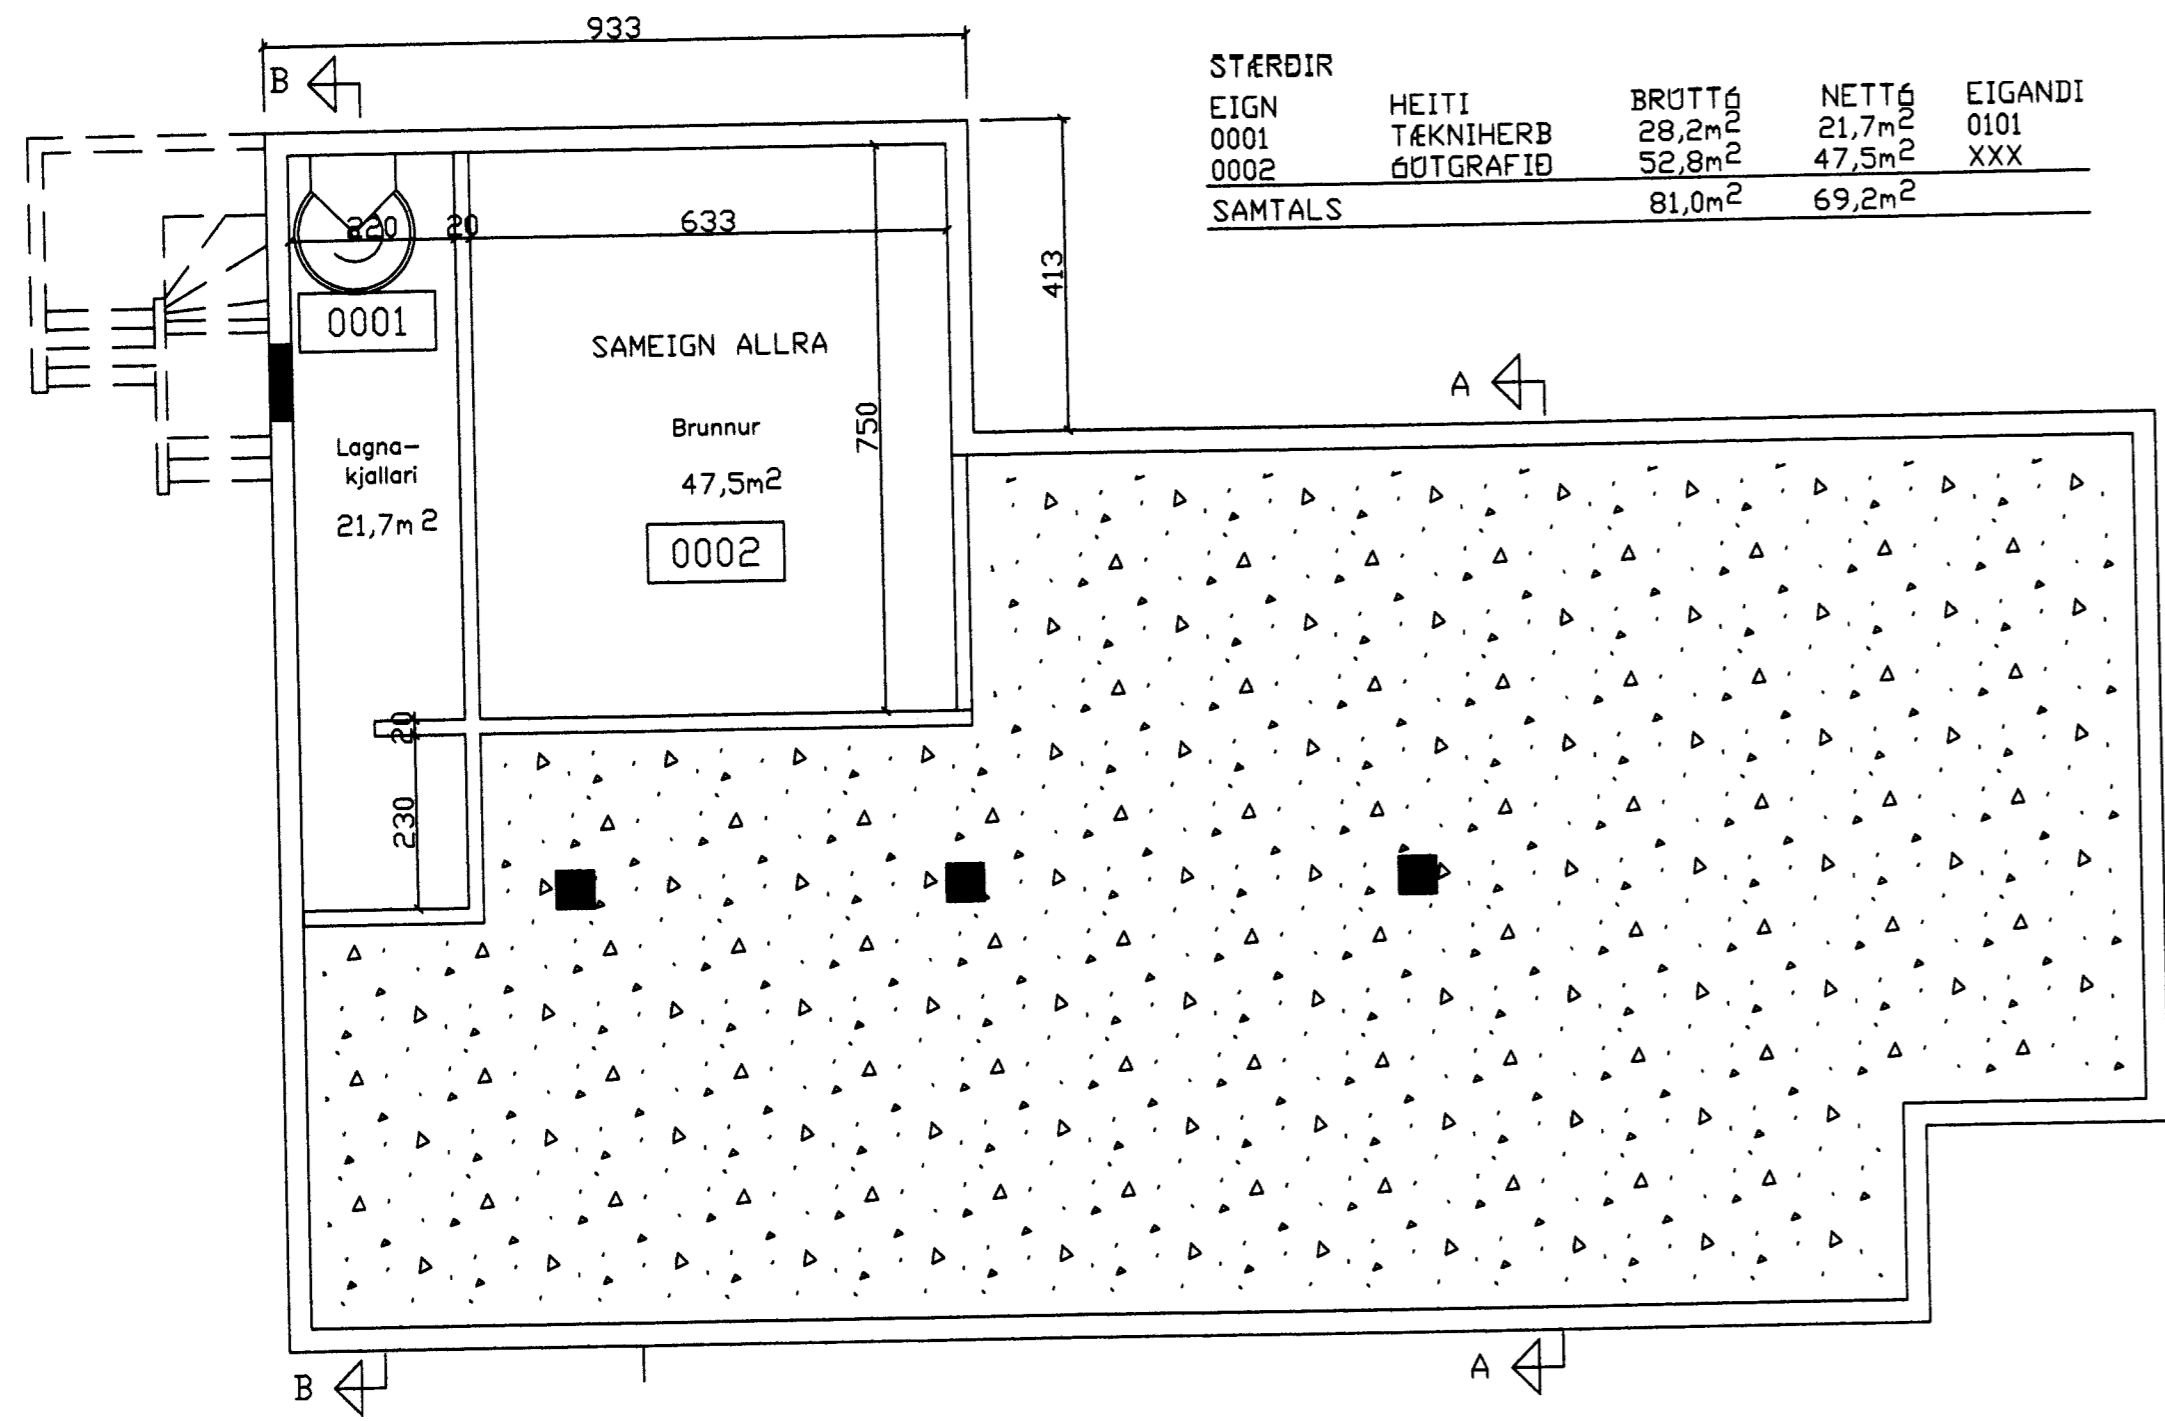 933
B
STÆRÐIR
EIGN HEITI BRÚTTÓ NETTÓ EIGANDI
0001 TÆKNIHERB 28,2m2 21,7m2 0101
0002 ÓÚTGRAFIÐ 52,8m2 47,5m2 XXX
SAMTALS 81,0m2 69,2m2
220 20 633
413
0001
SAMEIGN ALLRA
A
750
Brunnur
Lagna-
kjallari
47,5m2
21,7m2
0002
20
230
A
B